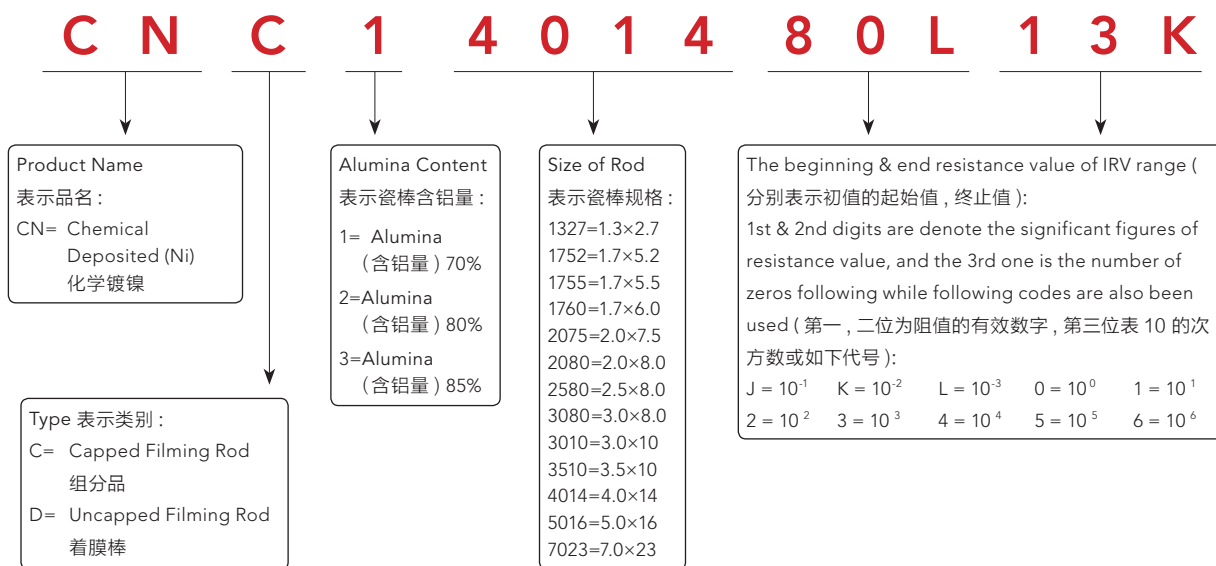 C N C 1 4 0 1 4 8 0 L 1 3 K
Product Name
表示品名 :
CN= Chemical
Deposited (Ni)
化学镀镍
Type 表示类别 :
C= Capped Filming Rod
组分品
D= Uncapped Filming Rod
着膜棒
Alumina Content
表示瓷棒含铝量 :
1= Alumina
( 含铝量 ) 70%
2=Alumina
( 含铝量 ) 80%
3=Alumina
( 含铝量 ) 85%
Size of Rod
表示瓷棒规格 :
1327=1.3×2.7
1752=1.7×5.2
1755=1.7×5.5
1760=1.7×6.0
2075=2.0×7.5
2080=2.0×8.0
2580=2.5×8.0
3080=3.0×8.0
3010=3.0×10
3510=3.5×10
4014=4.0×14
5016=5.0×16
7023=7.0×23
The beginning & end resistance value of IRV range (
分别表示初值的起始值 , 终止值 ):
1st & 2nd digits are denote the significant figures of
resistance value, and the 3rd one is the number of
zeros following while following codes are also been
used ( 第一 , 二位为阻值的有效数字 , 第三位表 10 的次
方数或如下代号 ):
J = 10⁻¹ K = 10⁻² L = 10⁻³ 0 = 10⁰ 1 = 10¹
2 = 10² 3 = 10³ 4 = 10⁴ 5 = 10⁵ 6 = 10⁶